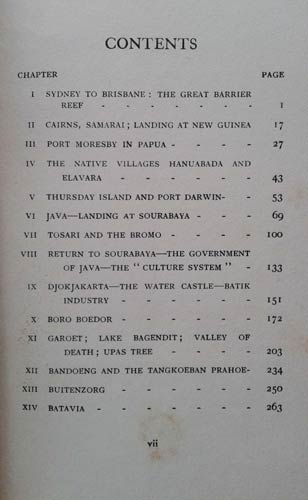 CONTENTS
CHAPTER PAGE
I SYDNEY TO BRISBANE: THE GREAT BARRIER
REEF - - - - - - 1
II CAIRNS, SAMARAI; LANDING AT NEW GUINEA 17
III PORT MORESBY IN PAPUA - - - - 27
IV THE NATIVE VILLAGES HANUABADA AND
ELAVARA - - - - - 43
V THURSDAY ISLAND AND PORT DARWIN- - 53
VI JAVA—LANDING AT SOURABAYA - - - 69
VII TOSARI AND THE BROMO - - - - 100
VIII RETURN TO SOURABAYA—THE GOVERNMENT
OF JAVA—THE "CULTURE SYSTEM" - 133
IX DJOKJAKARTA—THE WATER CASTLE—BATIK
INDUSTRY - - - - - 151
X BORO BOEDOR - - - - - 172
XI GAROET; LAKE BAGENDIT; VALLEY OF
DEATH; UPAS TREE - - - - 203
XII BANDOENG AND THE TANGKOEBAN PRAHOE- 234
XIII BUITENZORG - - - - - 250
XIV BATAVIA - - - - - - 263
vii